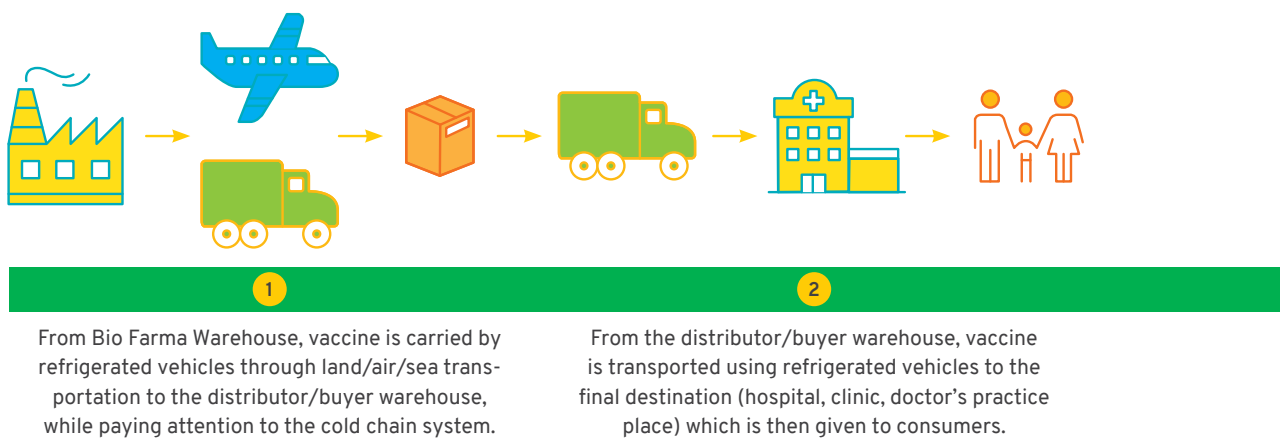 1
From Bio Farma Warehouse, vaccine is carried by
refrigerated vehicles through land/air/sea trans-
portation to the distributor/buyer warehouse,
while paying attention to the cold chain system.
2
From the distributor/buyer warehouse, vaccine
is transported using refrigerated vehicles to the
final destination (hospital, clinic, doctor’s practice
place) which is then given to consumers.